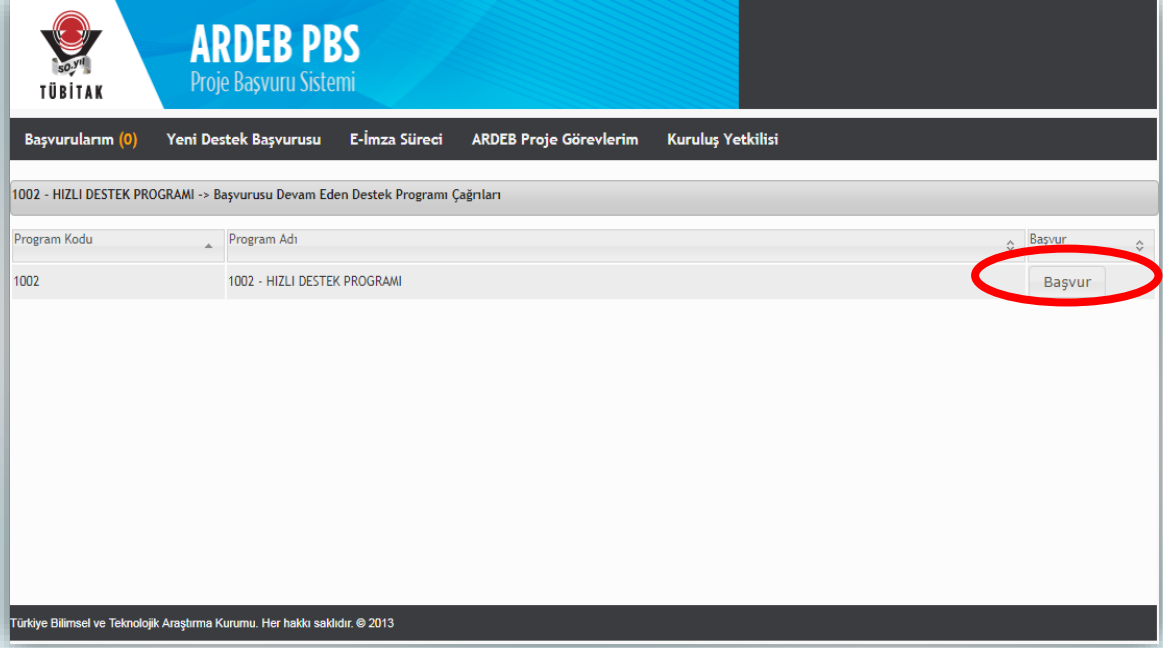 50.yıl
TÜBİTAK
ARDEB PBS
Proje Başvuru Sistemi
Başvurularım (0) Yeni Destek Başvurusu E-İmza Süreci ARDEB Proje Görevlerim Kuruluş Yetkilisi
1002 - HIZLI DESTEK PROGRAMI -> Başvurusu Devam Eden Destek Programı Çağrıları
Program Kodu Program Adı Başvur
1002 1002 - HIZLI DESTEK PROGRAMI Başvur
Türkiye Bilimsel ve Teknolojik Araştırma Kurumu. Her hakkı saklıdır. © 2013